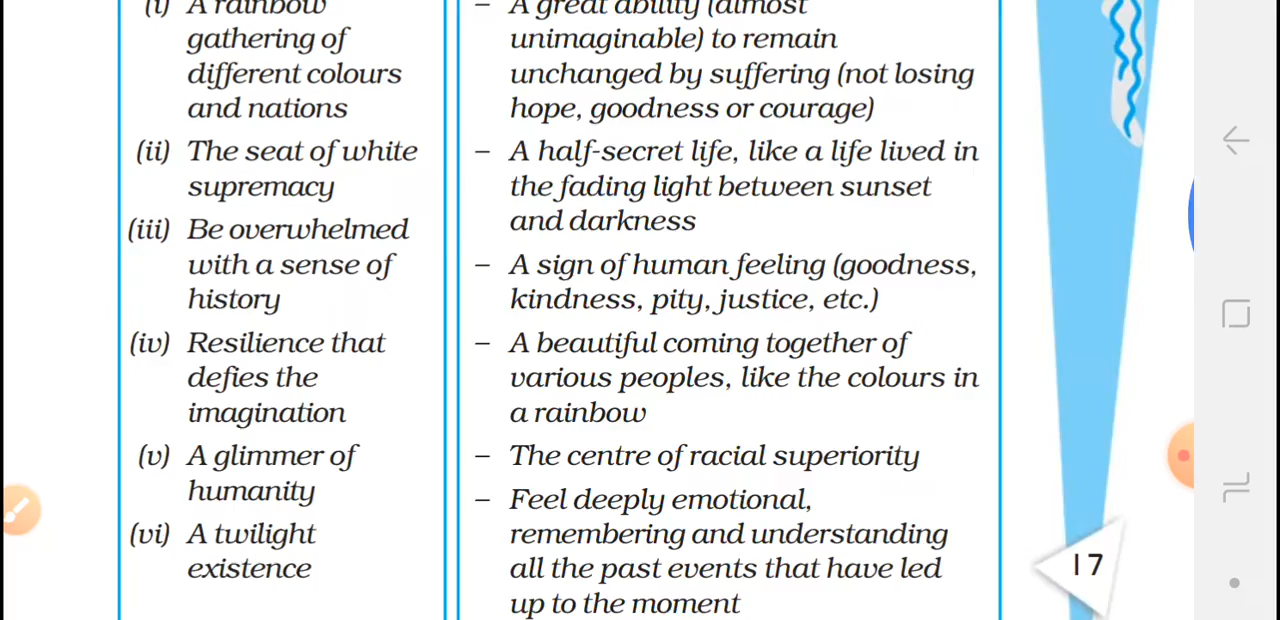 (i) A rainbow
gathering of
different colours
and nations
(ii) The seat of white
supremacy
(iii) Be overwhelmed
with a sense of
history
(iv) Resilience that
defies the
imagination
(v) A glimmer of
humanity
(vi) A twilight
existence
– A great ability (almost
unimaginable) to remain
unchanged by suffering (not losing
hope, goodness or courage)
– A half-secret life, like a life lived in
the fading light between sunset
and darkness
– A sign of human feeling (goodness,
kindness, pity, justice, etc.)
– A beautiful coming together of
various peoples, like the colours in
a rainbow
– The centre of racial superiority
– Feel deeply emotional,
remembering and understanding
all the past events that have led
up to the moment
17